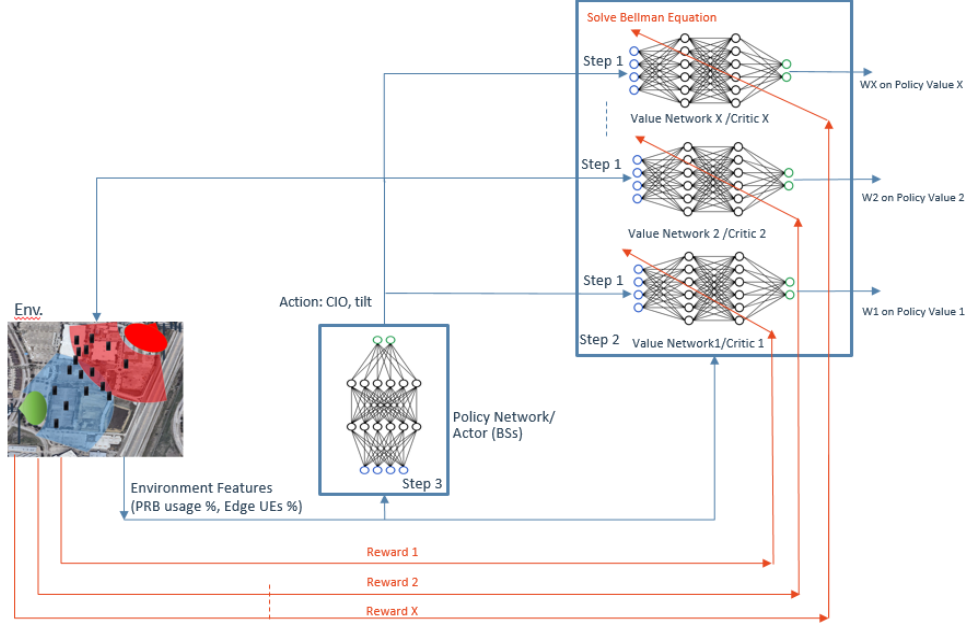 Solve Bellman Equation
Step 1
WX on Policy Value X
Value Network X /Critic X
Step 1
W2 on Policy Value 2
Value Network 2 /Critic 2
Step 1
Action: CIO, tilt
Env.
W1 on Policy Value 1
Step 2
Value Network1/Critic 1
Policy Network/
Actor (BSs)
Step 3
Environment Features
(PRB usage %, Edge UEs %)
Reward 1
Reward 2
Reward X